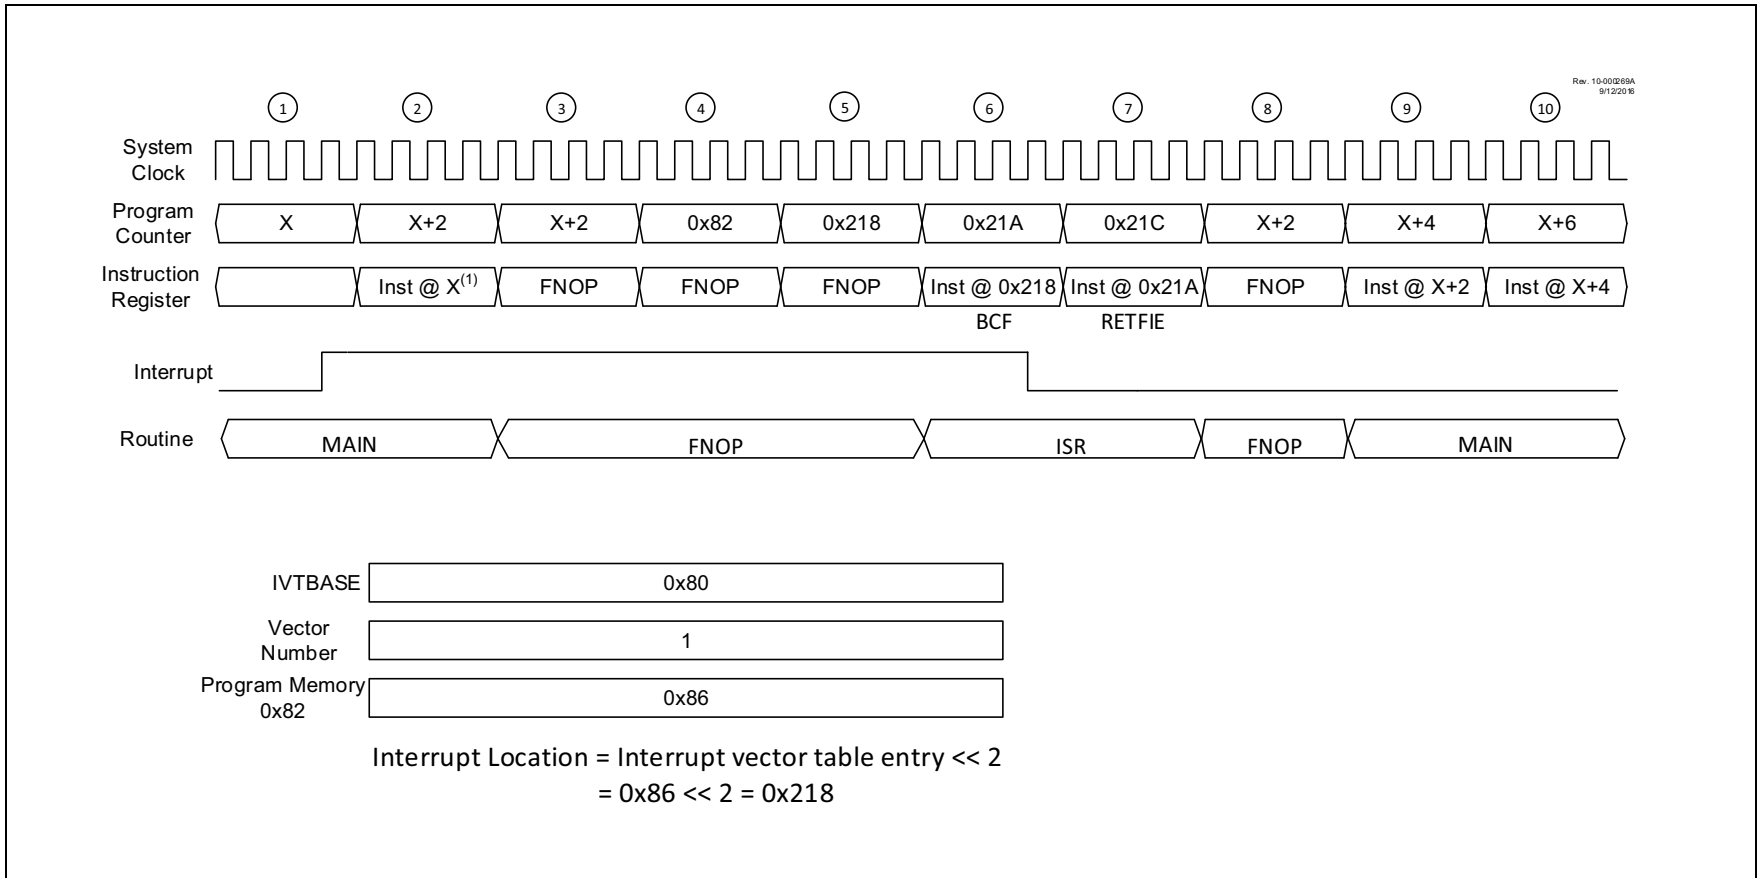 Rev. 10-000269A
9/12/2016
1 2 3 4 5 6 7 8 9 10
System
Clock
Program
Counter
X X+2 X+2 0x82 0x218 0x21A 0x21C X+2 X+4 X+6
Instruction
Register
Inst @ X(1) FNOP FNOP FNOP Inst @ 0x218 Inst @ 0x21A FNOP Inst @ X+2 Inst @ X+4
BCF RETFIE
Interrupt
Routine MAIN FNOP ISR FNOP MAIN
IVTBASE 0x80
Vector
Number
1
Program Memory
0x82
0x86
Interrupt Location = Interrupt vector table entry << 2
= 0x86 << 2 = 0x218